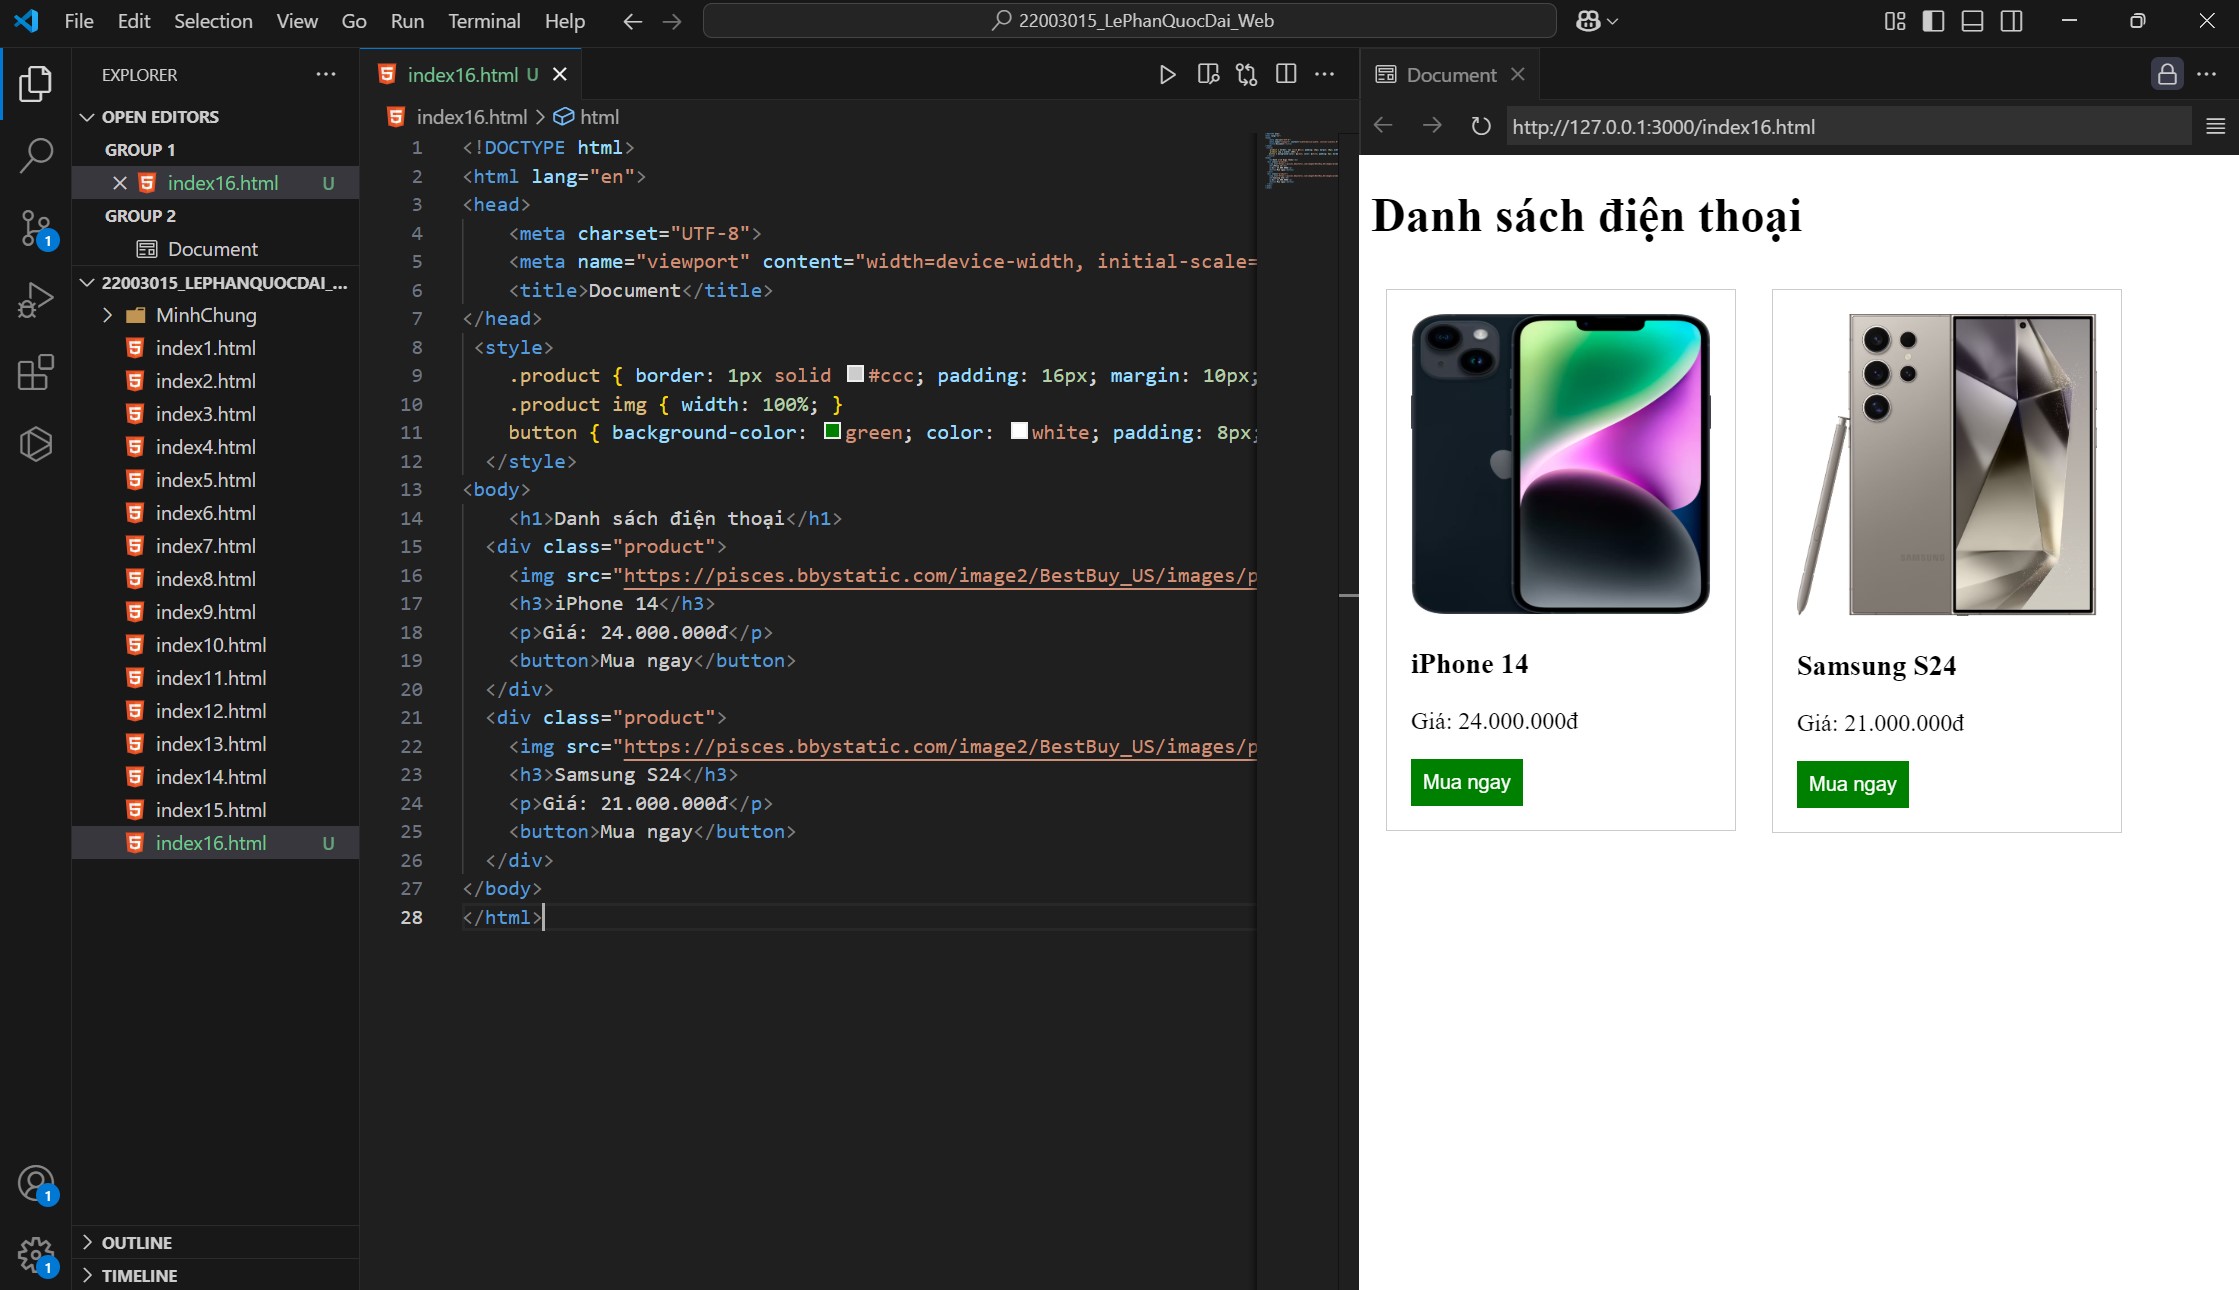 File Edit Selection View Go Run Terminal Help
22003015_LePhanQuocDai_Web
EXPLORER
OPEN EDITORS
GROUP 1
index16.html U
GROUP 2
Document
22003015_LEPHANQUOCDAI_...
MinhChung
index1.html
index2.html
index3.html
index4.html
index5.html
index6.html
index7.html
index8.html
index9.html
index10.html
index11.html
index12.html
index13.html
index14.html
index15.html
index16.html U
OUTLINE
TIMELINE
1
1
1
index16.html U
index16.html > html
1 <!DOCTYPE html>
2 <html lang="en">
3 <head>
4 <meta charset="UTF-8">
5 <meta name="viewport" content="width=device-width, initial-scale=
6 <title>Document</title>
7 </head>
8 <style>
9 .product { border: 1px solid #ccc; padding: 16px; margin: 10px;
10 .product img { width: 100%; }
11 button { background-color: green; color: white; padding: 8px;
12 </style>
13 <body>
14 <h1>Danh sách điện thoại</h1>
15 <div class="product">
16 <img src="https://pisces.bbystatic.com/image2/BestBuy_US/images/p
17 <h3>iPhone 14</h3>
18 <p>Giá: 24.000.000đ</p>
19 <button>Mua ngay</button>
20 </div>
21 <div class="product">
22 <img src="https://pisces.bbystatic.com/image2/BestBuy_US/images/p
23 <h3>Samsung S24</h3>
24 <p>Giá: 21.000.000đ</p>
25 <button>Mua ngay</button>
26 </div>
27 </body>
28 </html>
Document
http://127.0.0.1:3000/index16.html
Danh sách điện thoại
iPhone 14
Giá: 24.000.000đ
Mua ngay
SAMSUNG
Samsung S24
Giá: 21.000.000đ
Mua ngay